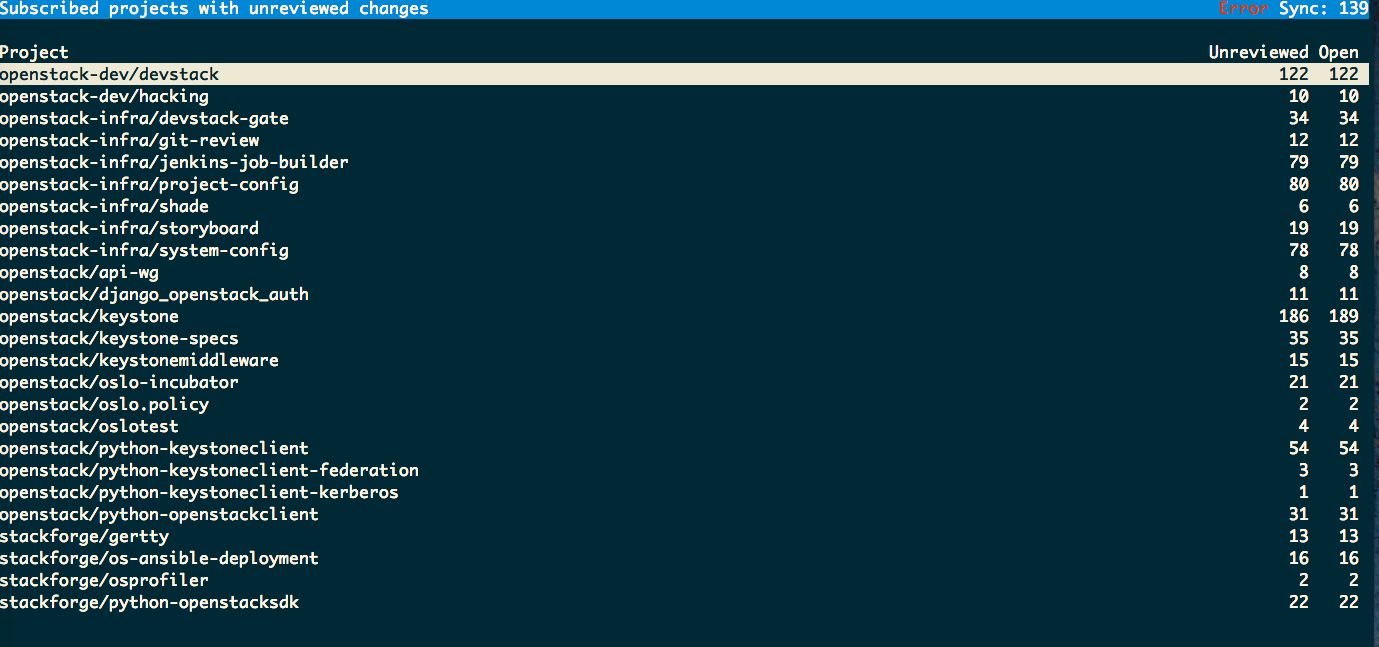 Subscribed projects with unreviewed changes Error Sync: 139
Project Unreviewed Open
openstack-dev/devstack 122 122
openstack-dev/hacking 10 10
openstack-infra/devstack-gate 34 34
openstack-infra/git-review 12 12
openstack-infra/jenkins-job-builder 79 79
openstack-infra/project-config 80 80
openstack-infra/shade 6 6
openstack-infra/storyboard 19 19
openstack-infra/system-config 78 78
openstack/api-wg 8 8
openstack/django_openstack_auth 11 11
openstack/keystone 186 189
openstack/keystone-specs 35 35
openstack/keystonemiddleware 15 15
openstack/oslo-incubator 21 21
openstack/oslo.policy 2 2
openstack/oslotest 4 4
openstack/python-keystoneclient 54 54
openstack/python-keystoneclient-federation 3 3
openstack/python-keystoneclient-kerberos 1 1
openstack/python-openstackclient 31 31
stackforge/gertty 13 13
stackforge/os-ansible-deployment 16 16
stackforge/osprofiler 2 2
stackforge/python-openstacksdk 22 22